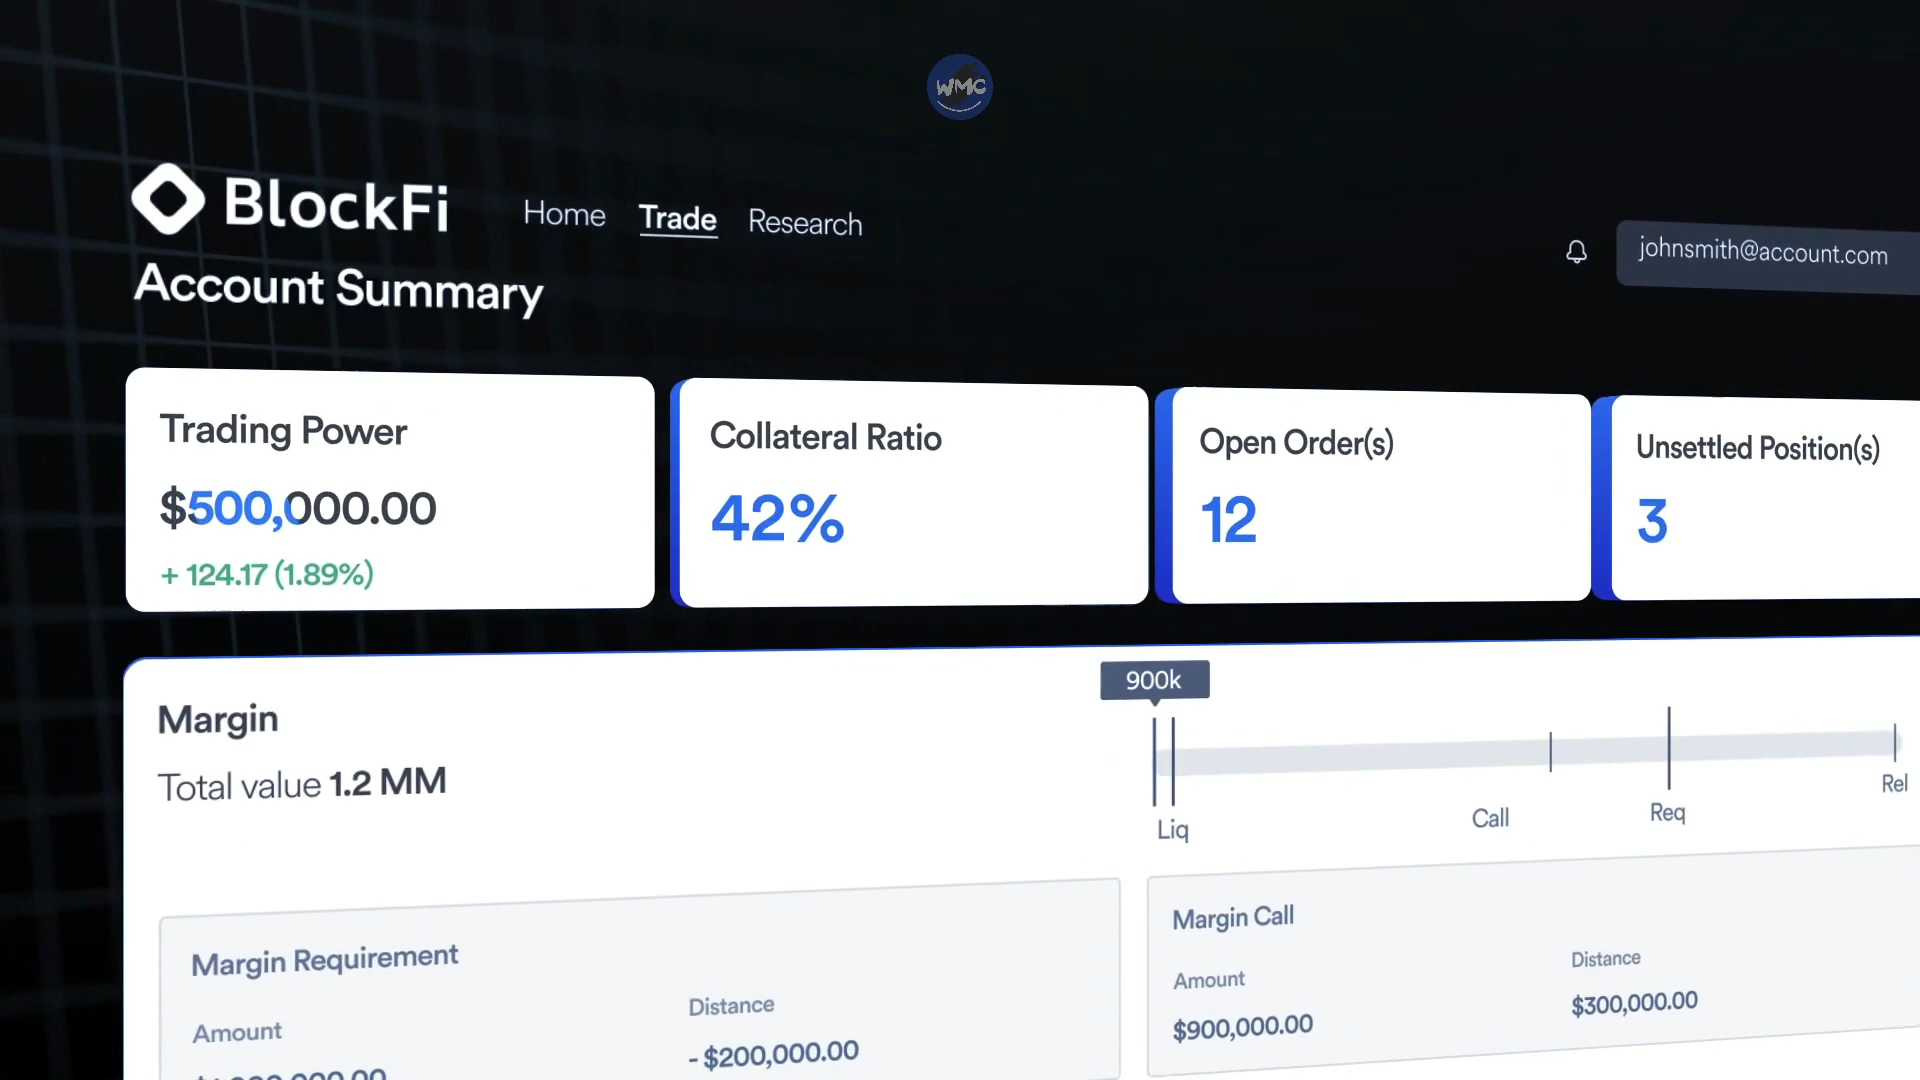 WMC
BlockFi
Home
Trade
Research
johnsmith@account.com
Account Summary
Trading Power
$500,000.00
+ 124.17 (1.89%)
Collateral Ratio
42%
Open Order(s)
12
Unsettled Position(s)
3
Margin
Total value 1.2 MM
900k
Liq
Call
Req
Rel
Margin Requirement
Amount
Distance
- $200,000.00
Margin Call
Amount
$900,000.00
Distance
$300,000.00